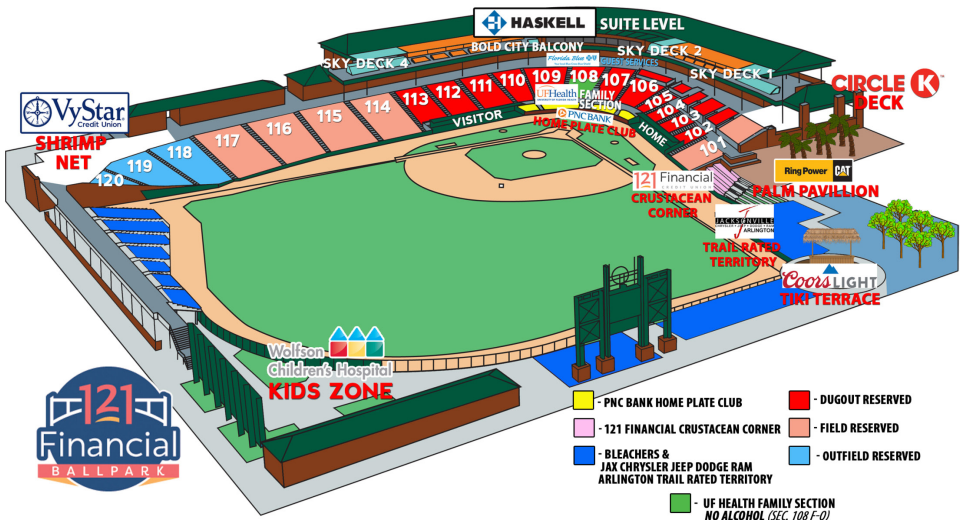 HASKELL
SUITE LEVEL
BOLD CITY BALCONY
Florida Blue
GUEST SERVICES
SKY DECK 2
SKY DECK 4
SKY DECK 1
CIRCLE K
DECK
VyStar
Credit Union
SHRIMP
NET
120
119
118
117
116
115
114
113
112
111
110
109
108
107
106
105
104
103
102
101
UFHealth
FAMILY
SECTION
PNC BANK
HOME PLATE CLUB
VISITOR
HOME
121 Financial
CREDIT UNION
CRUSTACEAN
CORNER
Ring Power CAT
PALM PAVILLION
JACKSONVILLE
CHRYSLER • JEEP • DODGE • RAM
ARLINGTON
TRAIL RATED
TERRITORY
Coors LIGHT
TIKI TERRACE
Wolfson
Children's Hospital
KIDS ZONE
121
Financial
BALLPARK
- PNC BANK HOME PLATE CLUB
- 121 FINANCIAL CRUSTACEAN CORNER
- BLEACHERS &
JAX CHRYSLER JEEP DODGE RAM
ARLINGTON TRAIL RATED TERRITORY
- DUGOUT RESERVED
- FIELD RESERVED
- OUTFIELD RESERVED
- UF HEALTH FAMILY SECTION
NO ALCOHOL (SEC. 108 F-O)